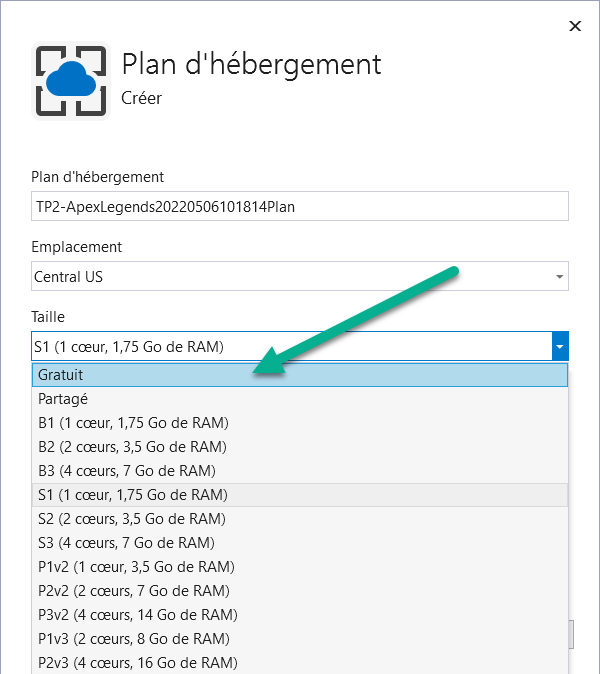 Plan d'hébergement
Créer
Plan d'hébergement
TP2-ApexLegends20220506101814Plan
Emplacement
Central US
Taille
S1 (1 cœur, 1,75 Go de RAM)
Gratuit
Partagé
B1 (1 cœur, 1,75 Go de RAM)
B2 (2 cœurs, 3,5 Go de RAM)
B3 (4 cœurs, 7 Go de RAM)
S1 (1 cœur, 1,75 Go de RAM)
S2 (2 cœurs, 3,5 Go de RAM)
S3 (4 cœurs, 7 Go de RAM)
P1v2 (1 cœur, 3,5 Go de RAM)
P2v2 (2 cœurs, 7 Go de RAM)
P3v2 (4 cœurs, 14 Go de RAM)
P1v3 (2 cœurs, 8 Go de RAM)
P2v3 (4 cœurs, 16 Go de RAM)